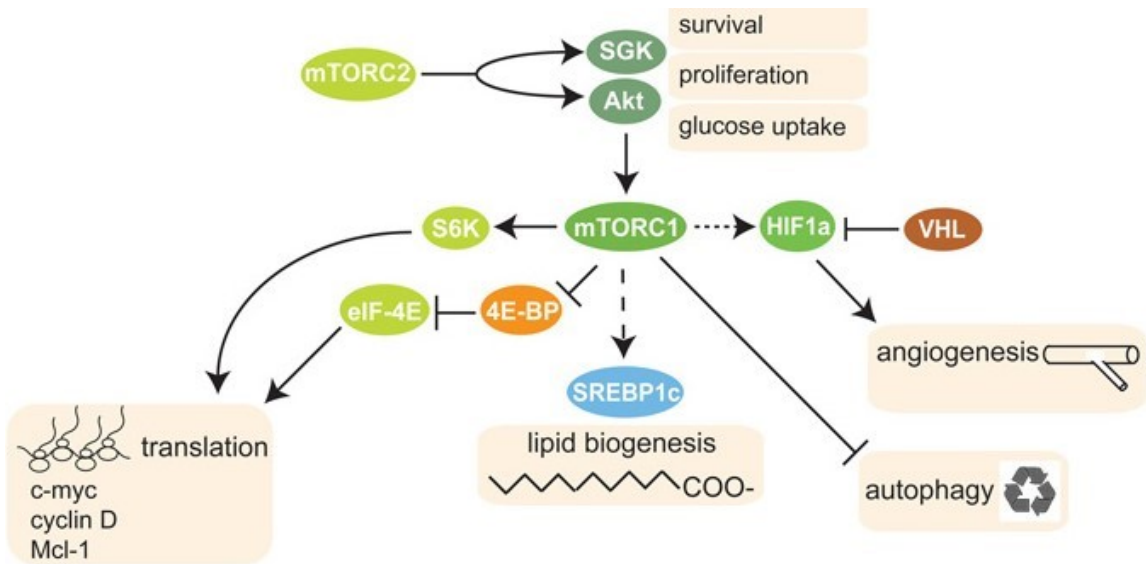 survival
SGK
mTORC2
proliferation
Akt
glucose uptake
S6K
mTORC1
HIF1a
VHL
eIF-4E
4E-BP
angiogenesis
SREBP1c
translation
lipid biogenesis
COO-
autophagy
c-myc
cyclin D
Mcl-1